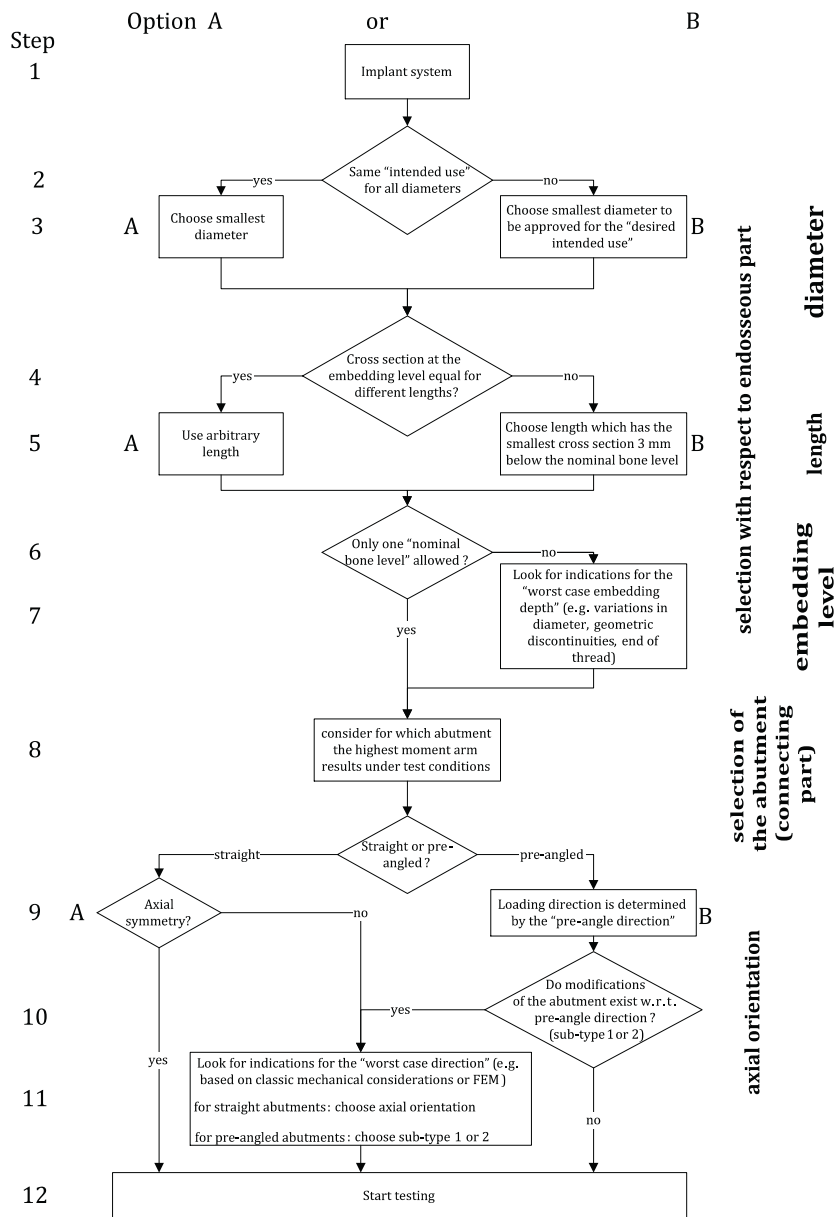 Option A or B
Step
1
Implant system
2
Same “intended use”
for all diameters
yes
no
3
A
Choose smallest
diameter
Choose smallest diameter to
be approved for the “desired
intended use”
B
diameter
4
Cross section at the
embedding level equal for
different lengths?
yes
no
5
A
Use arbitrary
length
Choose length which has the
smallest cross section 3 mm
below the nominal bone level
B
length
selection with respect to endosseous part
6
Only one “nominal
bone level” allowed ?
no
yes
7
Look for indications for the
“worst case embedding
depth” (e.g. variations in
diameter, geometric
discontinuities, end of
thread)
embedding
level
8
consider for which abutment
the highest moment arm
results under test conditions
selection of
the abutment
(connecting
part)
Straight or pre-
angled ?
straight
pre-angled
9
A
Axial
symmetry?
no
yes
Loading direction is determined
by the “pre-angle direction”
B
10
Do modifications
of the abutment exist w.r.t.
pre-angle direction ?
(sub-type 1 or 2)
yes
no
axial orientation
11
Look for indications for the “worst case direction” (e.g.
based on classic mechanical considerations or FEM )
for straight abutments : choose axial orientation
for pre-angled abutments : choose sub-type 1 or 2
12
Start testing